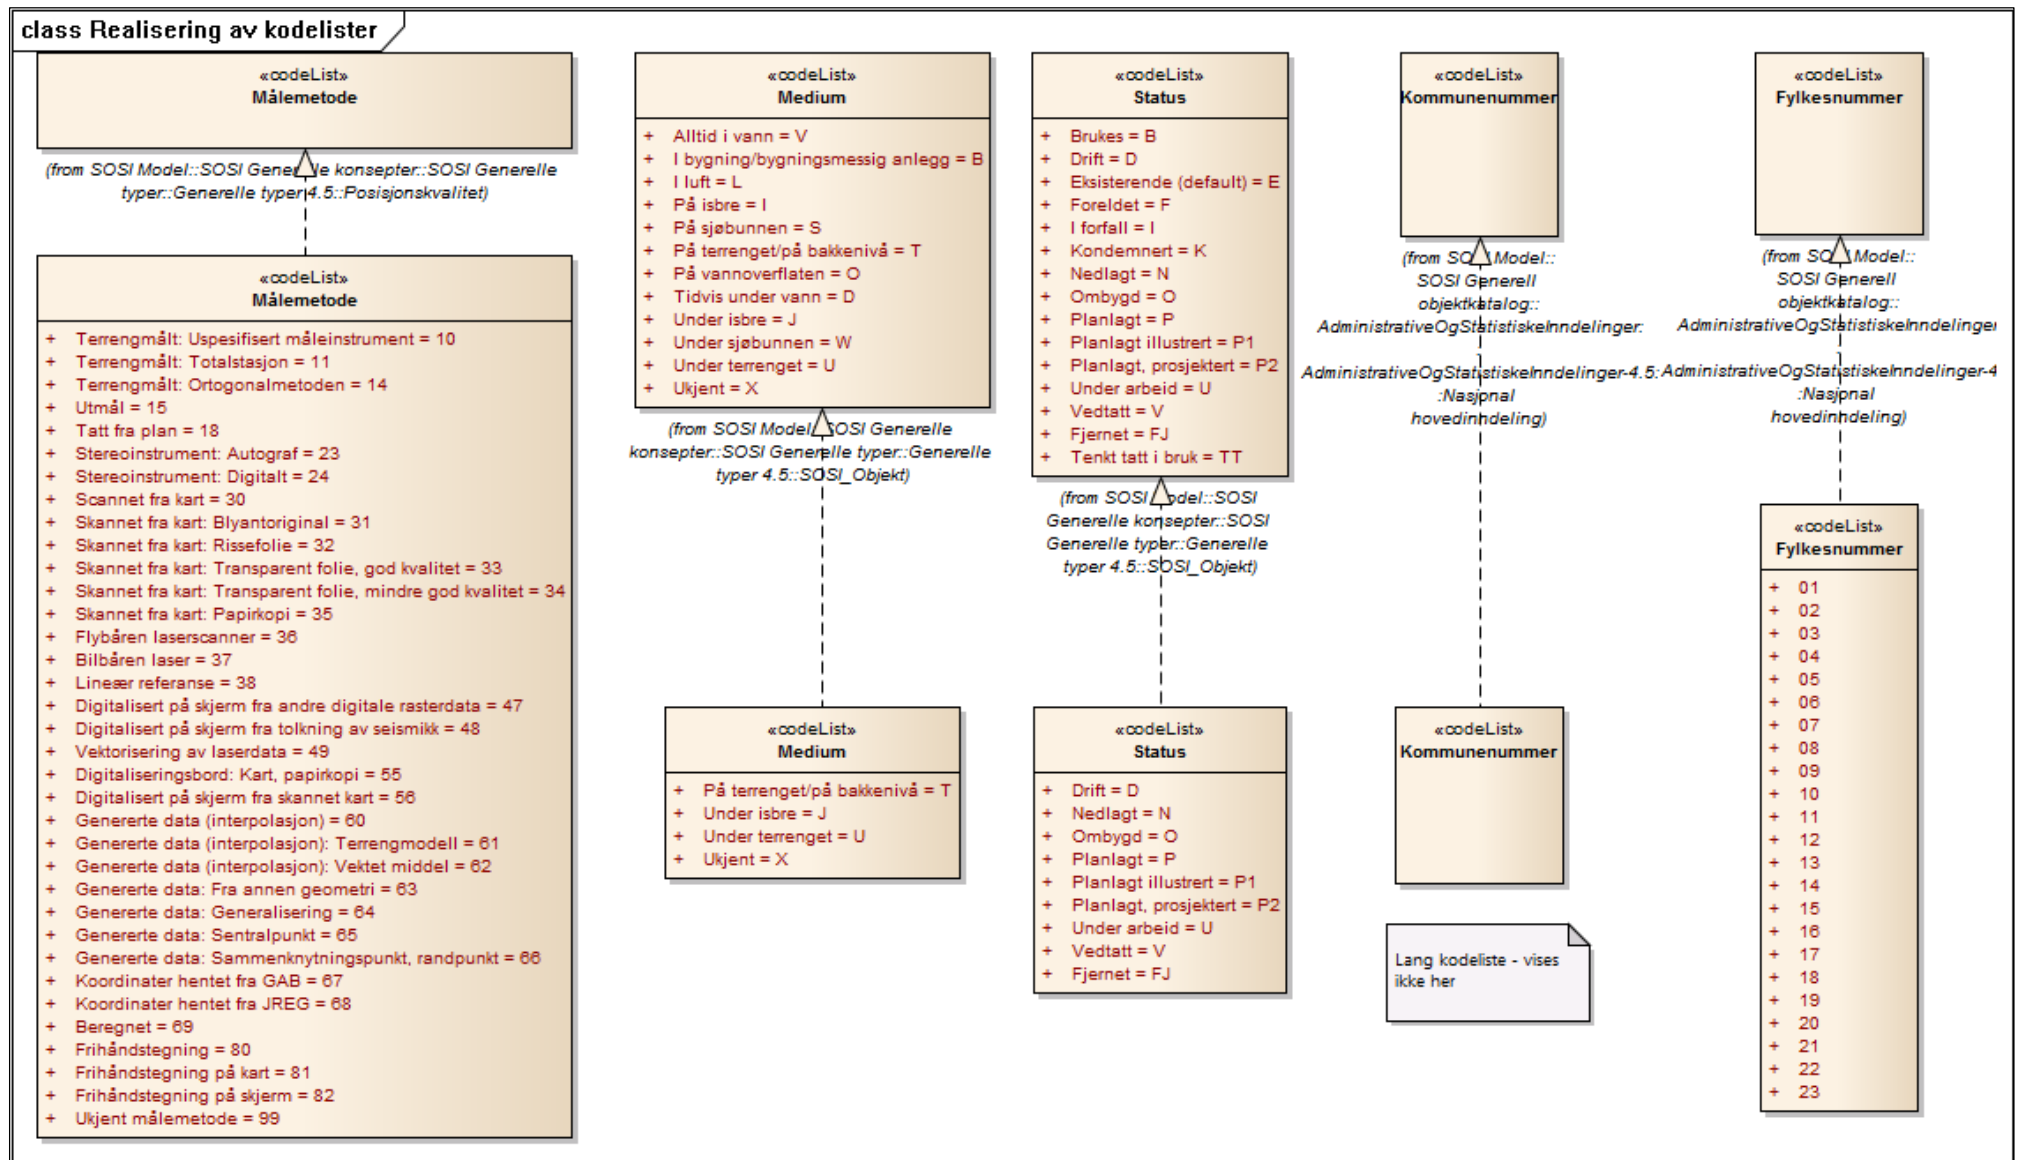 class Realisering av kodelister
«codeList»
Målemetode
(from SOSI Model::SOSI Generelle konsepter::SOSI Generelle
typer::Generelle typer 4.5::Posisjonskvalitet)
«codeList»
Målemetode
+ Terrengmålt: Uspesifisert måleinstrument = 10
+ Terrengmålt: Totalstasjon = 11
+ Terrengmålt: Ortogonalmetoden = 14
+ Utmål = 15
+ Tatt fra plan = 18
+ Stereoinstrument: Autograf = 23
+ Stereoinstrument: Digitalt = 24
+ Scannet fra kart = 30
+ Skannet fra kart: Blyantoriginal = 31
+ Skannet fra kart: Rissefolie = 32
+ Skannet fra kart: Transparent folie, god kvalitet = 33
+ Skannet fra kart: Transparent folie, mindre god kvalitet = 34
+ Skannet fra kart: Papirkopi = 35
+ Flybåren laserscanner = 36
+ Bilbåren laser = 37
+ Lineær referanse = 38
+ Digitalisert på skjerm fra andre digitale rasterdata = 47
+ Digitalisert på skjerm fra tolkning av seismikk = 48
+ Vektorisering av laserdata = 49
+ Digitaliseringsbord: Kart, papirkopi = 55
+ Digitalisert på skjerm fra skannet kart = 56
+ Genererte data (interpolasjon) = 60
+ Genererte data (interpolasjon): Terrengmodell = 61
+ Genererte data (interpolasjon): Vektet middel = 62
+ Genererte data: Fra annen geometri = 63
+ Genererte data: Generalisering = 64
+ Genererte data: Sentralpunkt = 65
+ Genererte data: Sammenknytningspunkt, randpunkt = 66
+ Koordinater hentet fra GAB = 67
+ Koordinater hentet fra JREG = 68
+ Beregnet = 69
+ Frihåndstegning = 80
+ Frihåndstegning på kart = 81
+ Frihåndstegning på skjerm = 82
+ Ukjent målemetode = 99
«codeList»
Medium
+ Alltid i vann = V
+ I bygning/bygningsmessig anlegg = B
+ I luft = L
+ På isbre = I
+ På sjøbunnen = S
+ På terrenget/på bakkenivå = T
+ På vannoverflaten = O
+ Tidvis under vann = D
+ Under isbre = J
+ Under sjøbunnen = W
+ Under terrenget = U
+ Ukjent = X
(from SOSI Model::SOSI Generelle
konsepter::SOSI Generelle typer::Generelle
typer 4.5::SOSI_Objekt)
«codeList»
Medium
+ På terrenget/på bakkenivå = T
+ Under isbre = J
+ Under terrenget = U
+ Ukjent = X
«codeList»
Status
+ Brukes = B
+ Drift = D
+ Eksisterende (default) = E
+ Foreldet = F
+ I forfall = I
+ Kondemnert = K
+ Nedlagt = N
+ Ombygd = O
+ Planlagt = P
+ Planlagt illustrert = P1
+ Planlagt, prosjektert = P2
+ Under arbeid = U
+ Vedtatt = V
+ Fjernet = FJ
+ Tenkt tatt i bruk = TT
(from SOSI Model::SOSI
Generelle konsepter::SOSI
Generelle typer::Generelle
typer 4.5::SOSI_Objekt)
«codeList»
Status
+ Drift = D
+ Nedlagt = N
+ Ombygd = O
+ Planlagt = P
+ Planlagt illustrert = P1
+ Planlagt, prosjektert = P2
+ Under arbeid = U
+ Vedtatt = V
+ Fjernet = FJ
«codeList»
Kommunenummer
(from SOSI Model::
SOSI Generell
objektkatalog::
AdministrativeOgStatistiskeInndelinger:
:
AdministrativeOgStatistiskeInndelinger-4.5:
:Nasjonal
hovedinndeling)
«codeList»
Kommunenummer
Lang kodeliste - vises
ikke her
«codeList»
Fylkesnummer
(from SOSI Model::
SOSI Generell
objektkatalog::
AdministrativeOgStatistiskeInndelinger
:
AdministrativeOgStatistiskeInndelinger-4
:Nasjonal
hovedinndeling)
«codeList»
Fylkesnummer
+ 01
+ 02
+ 03
+ 04
+ 05
+ 06
+ 07
+ 08
+ 09
+ 10
+ 11
+ 12
+ 13
+ 14
+ 15
+ 16
+ 17
+ 18
+ 19
+ 20
+ 21
+ 22
+ 23